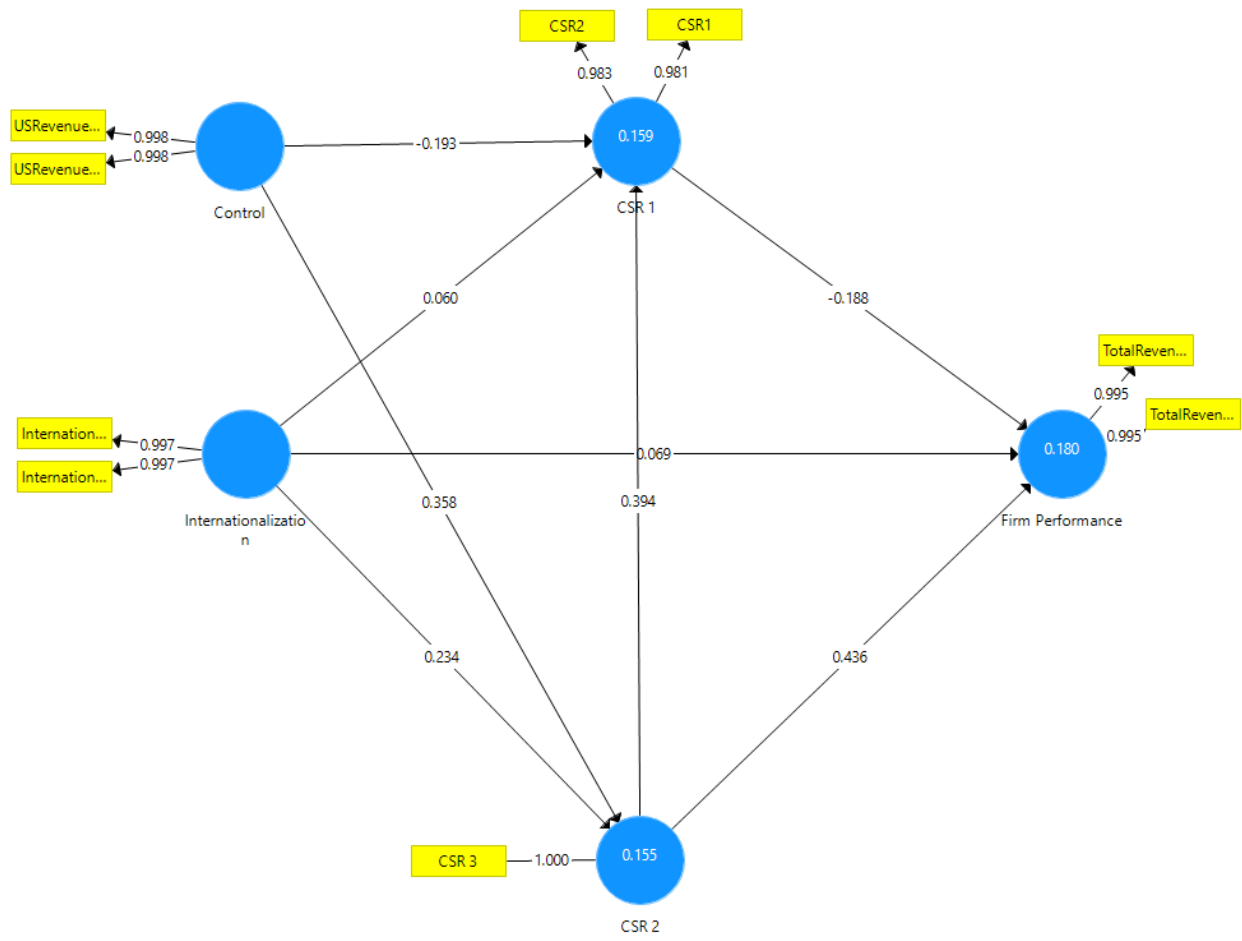 CSR2
CSR1
0.983
0.981
USRevenue...
0.998
0.998
USRevenue...
-0.193
0.159
Control
CSR 1
0.060
-0.188
TotalReven...
0.995
TotalReven...
0.995
Internation...
0.997
0.997
Internation...
0.069
0.180
0.358
0.394
Internationalizatio
n
Firm Performance
0.234
0.436
CSR 3
1.000
0.155
CSR 2